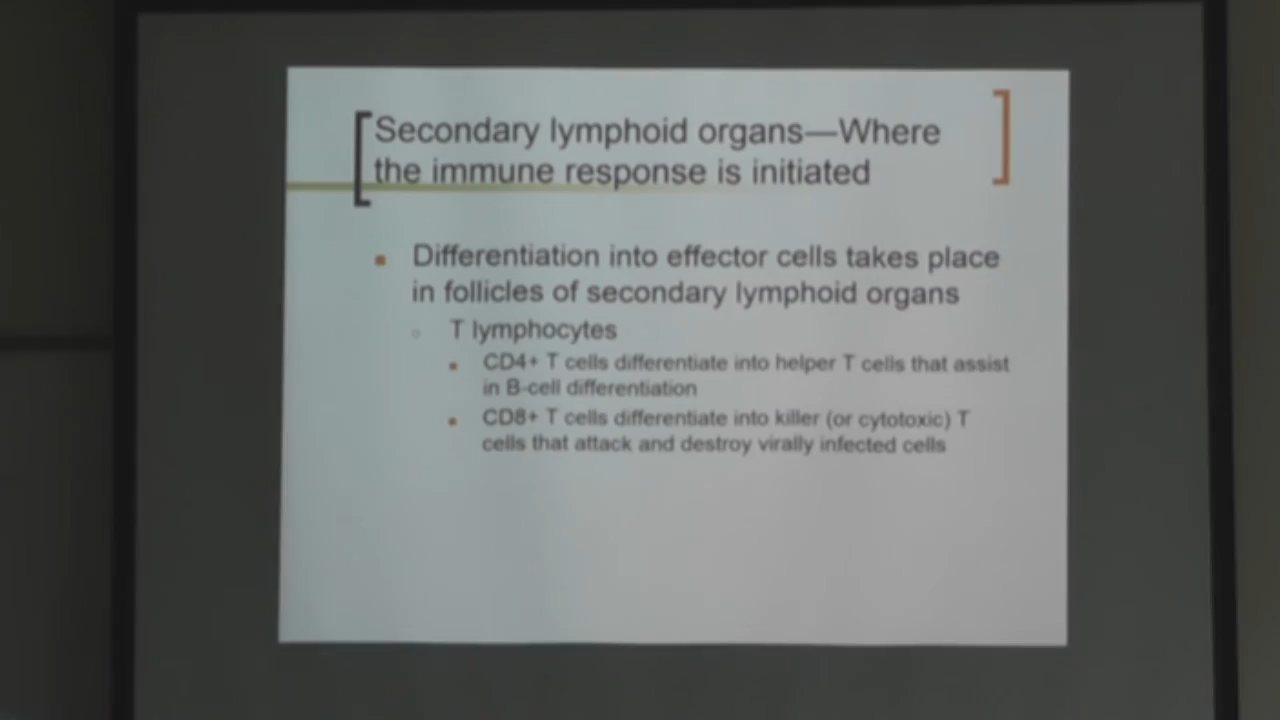 Secondary lymphoid organs—Where
the immune response is initiated
Differentiation into effector cells takes place
in follicles of secondary lymphoid organs
T lymphocytes
CD4+ T cells differentiate into helper T cells that assist
in B-cell differentiation
CD8+ T cells differentiate into killer (or cytotoxic) T
cells that attack and destroy virally infected cells